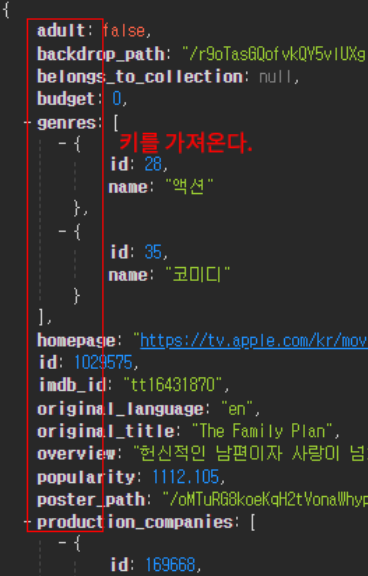 {
adult: false,
backdrop_path: "/r9oTasGQofvkQY5vlUXg
belongs_to_collection: null,
budget: 0,
- genres: [
키를 가져온다.
- {
id: 28,
name: "액션"
},
- {
id: 35,
name: "코미디"
}
],
homepage: "https://tv.apple.com/kr/mov
id: 1029575,
imdb_id: "tt16431870",
original_language: "en",
original_title: "The Family Plan",
overview: "헌신적인 남편이자 사랑이 넘
popularity: 1112.105,
poster_path: "/oMTuRG8koeKqH2tVonaWhyp
- production_companies: [
- {
id: 169668,